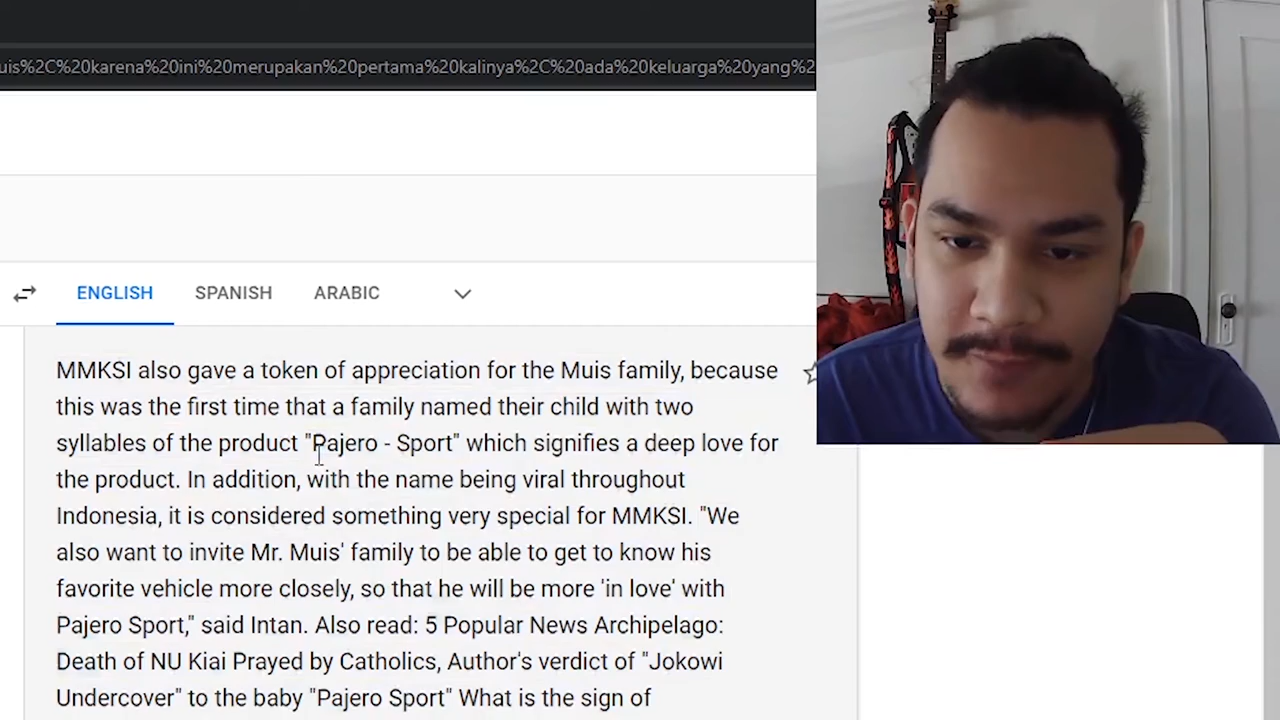 uis%2C%20karena%20ini%20merupakan%20pertama%20kalinya%2C%20ada%20keluarga%20yang%2
ENGLISH SPANISH ARABIC
MMKSI also gave a token of appreciation for the Muis family, because
this was the first time that a family named their child with two
syllables of the product "Pajero - Sport" which signifies a deep love for
the product. In addition, with the name being viral throughout
Indonesia, it is considered something very special for MMKSI. "We
also want to invite Mr. Muis' family to be able to get to know his
favorite vehicle more closely, so that he will be more 'in love' with
Pajero Sport," said Intan. Also read: 5 Popular News Archipelago:
Death of NU Kiai Prayed by Catholics, Author's verdict of "Jokowi
Undercover" to the baby "Pajero Sport" What is the sign of